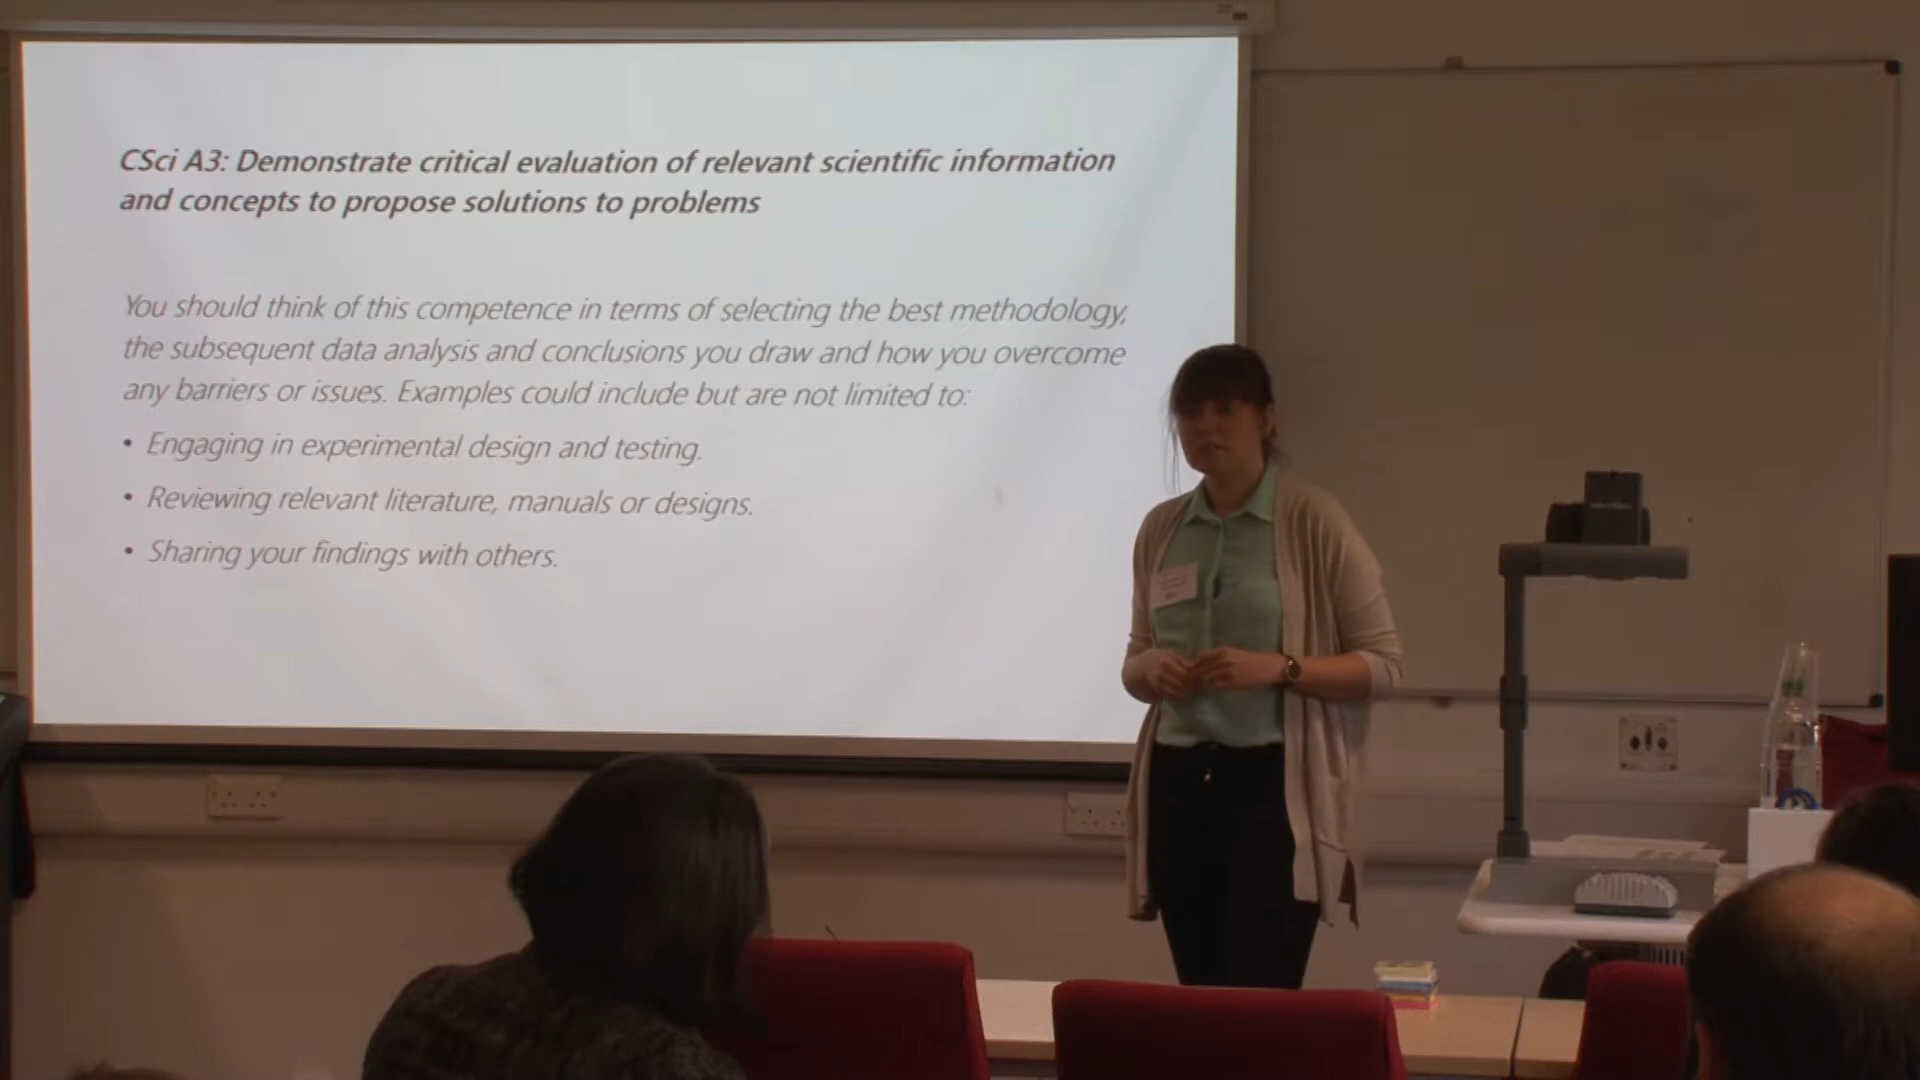 CSci A3: Demonstrate critical evaluation of relevant scientific information
and concepts to propose solutions to problems
You should think of this competence in terms of selecting the best methodology,
the subsequent data analysis and conclusions you draw and how you overcome
any barriers or issues. Examples could include but are not limited to:
• Engaging in experimental design and testing.
• Reviewing relevant literature, manuals or designs.
• Sharing your findings with others.